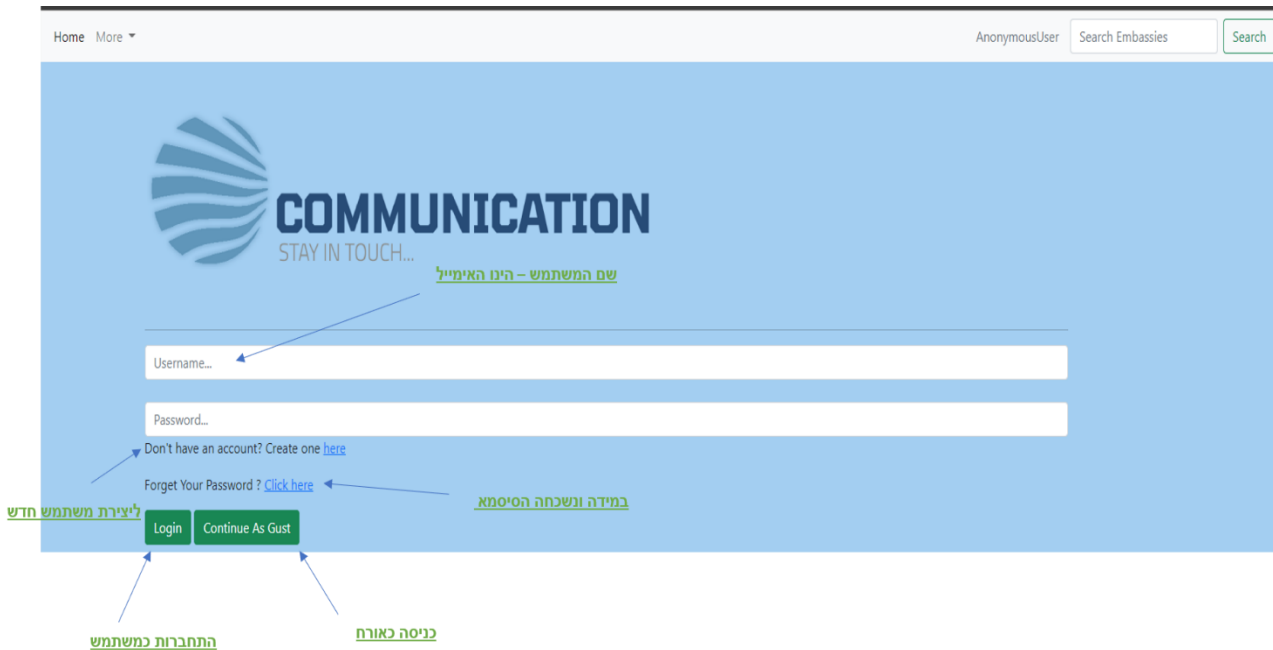 Home More
AnonymousUser Search Embassies Search
COMMUNICATION
STAY IN TOUCH...
שם המשתמש – הינו האימייל
Username...
Password...
Don't have an account? Create one here
Forget Your Password ? Click here
במידה ונשכחה הסיסמא
ליצירת משתמש חדש
Login Continue As Gust
כניסה כאורח
התחברות כמשתמש